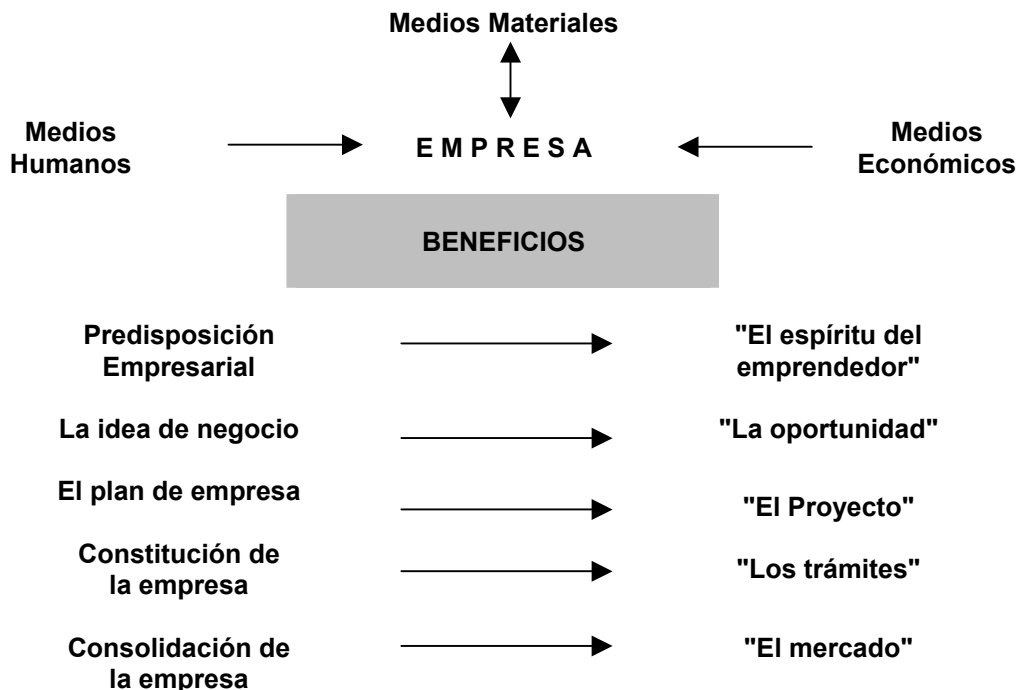 Medios Materiales
Medios
Humanos
E M P R E S A
Medios
Económicos
BENEFICIOS
Predisposición
Empresarial
"El espíritu del
emprendedor"
La idea de negocio
"La oportunidad"
El plan de empresa
"El Proyecto"
Constitución de
la empresa
"Los trámites"
Consolidación de
la empresa
"El mercado"